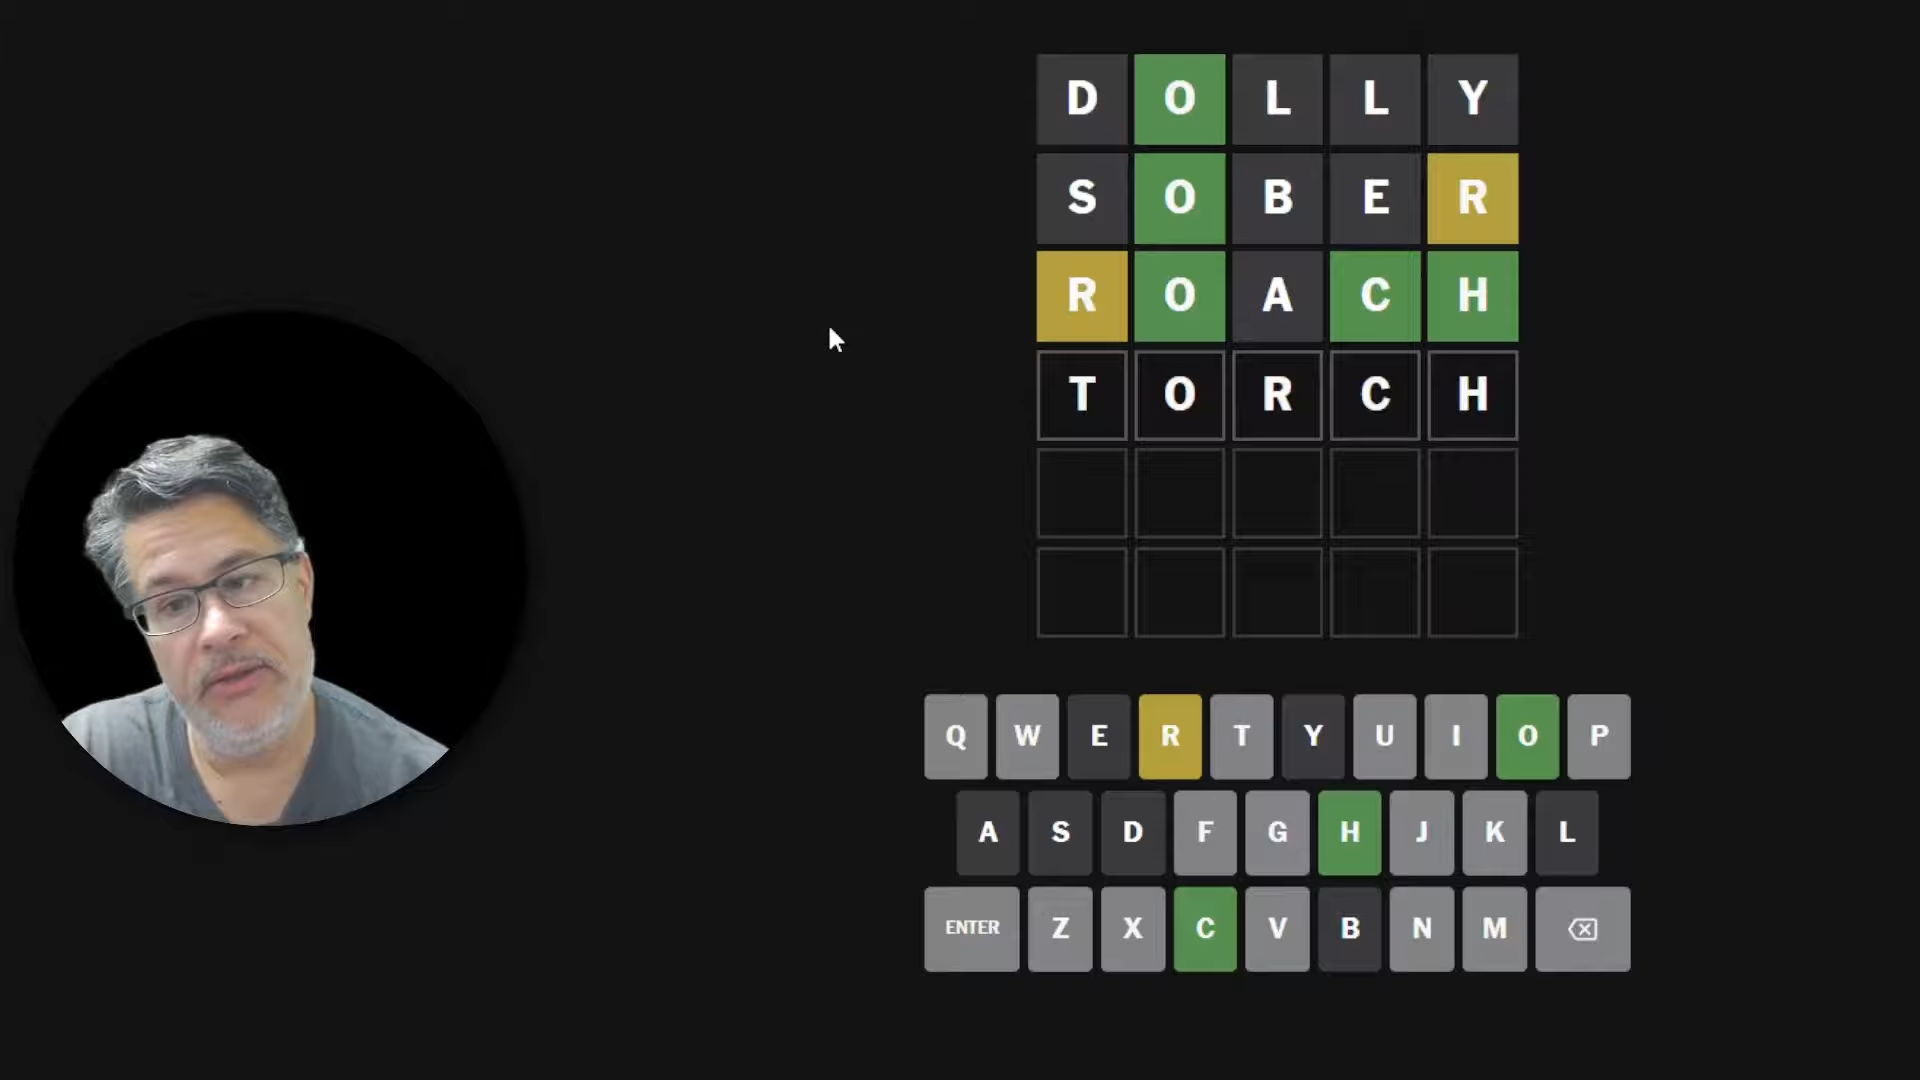 D O L L Y
S O B E R
R O A C H
T O R C H
Q W E R T Y U I O P
A S D F G H J K L
ENTER Z X C V B N M